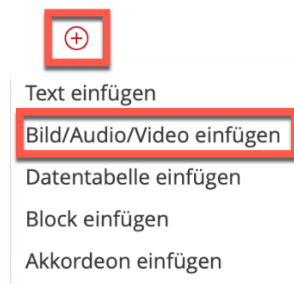 Text einfügen
Bild/Audio/Video einfügen
Datentabelle einfügen
Block einfügen
Akkordeon einfügen